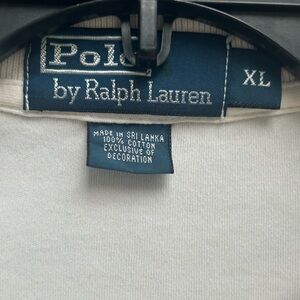 Polo
by Ralph Lauren
XL
MADE IN SRI LANKA
100% COTTON
EXCLUSIVE OF
DECORATION